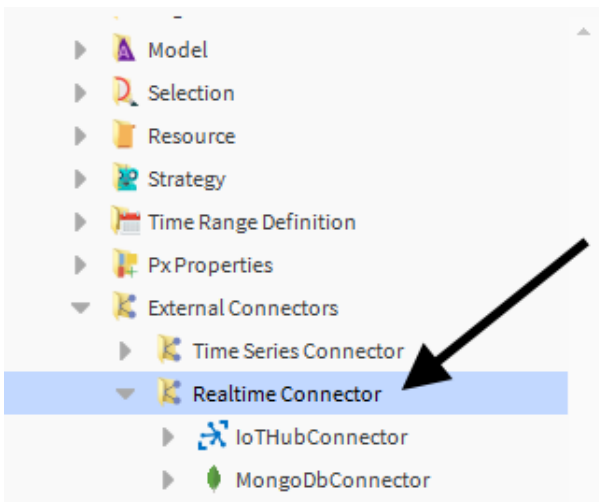 Model
Selection
Resource
Strategy
Time Range Definition
Px Properties
External Connectors
Time Series Connector
Realtime Connector
IoTHubConnector
MongoDbConnector